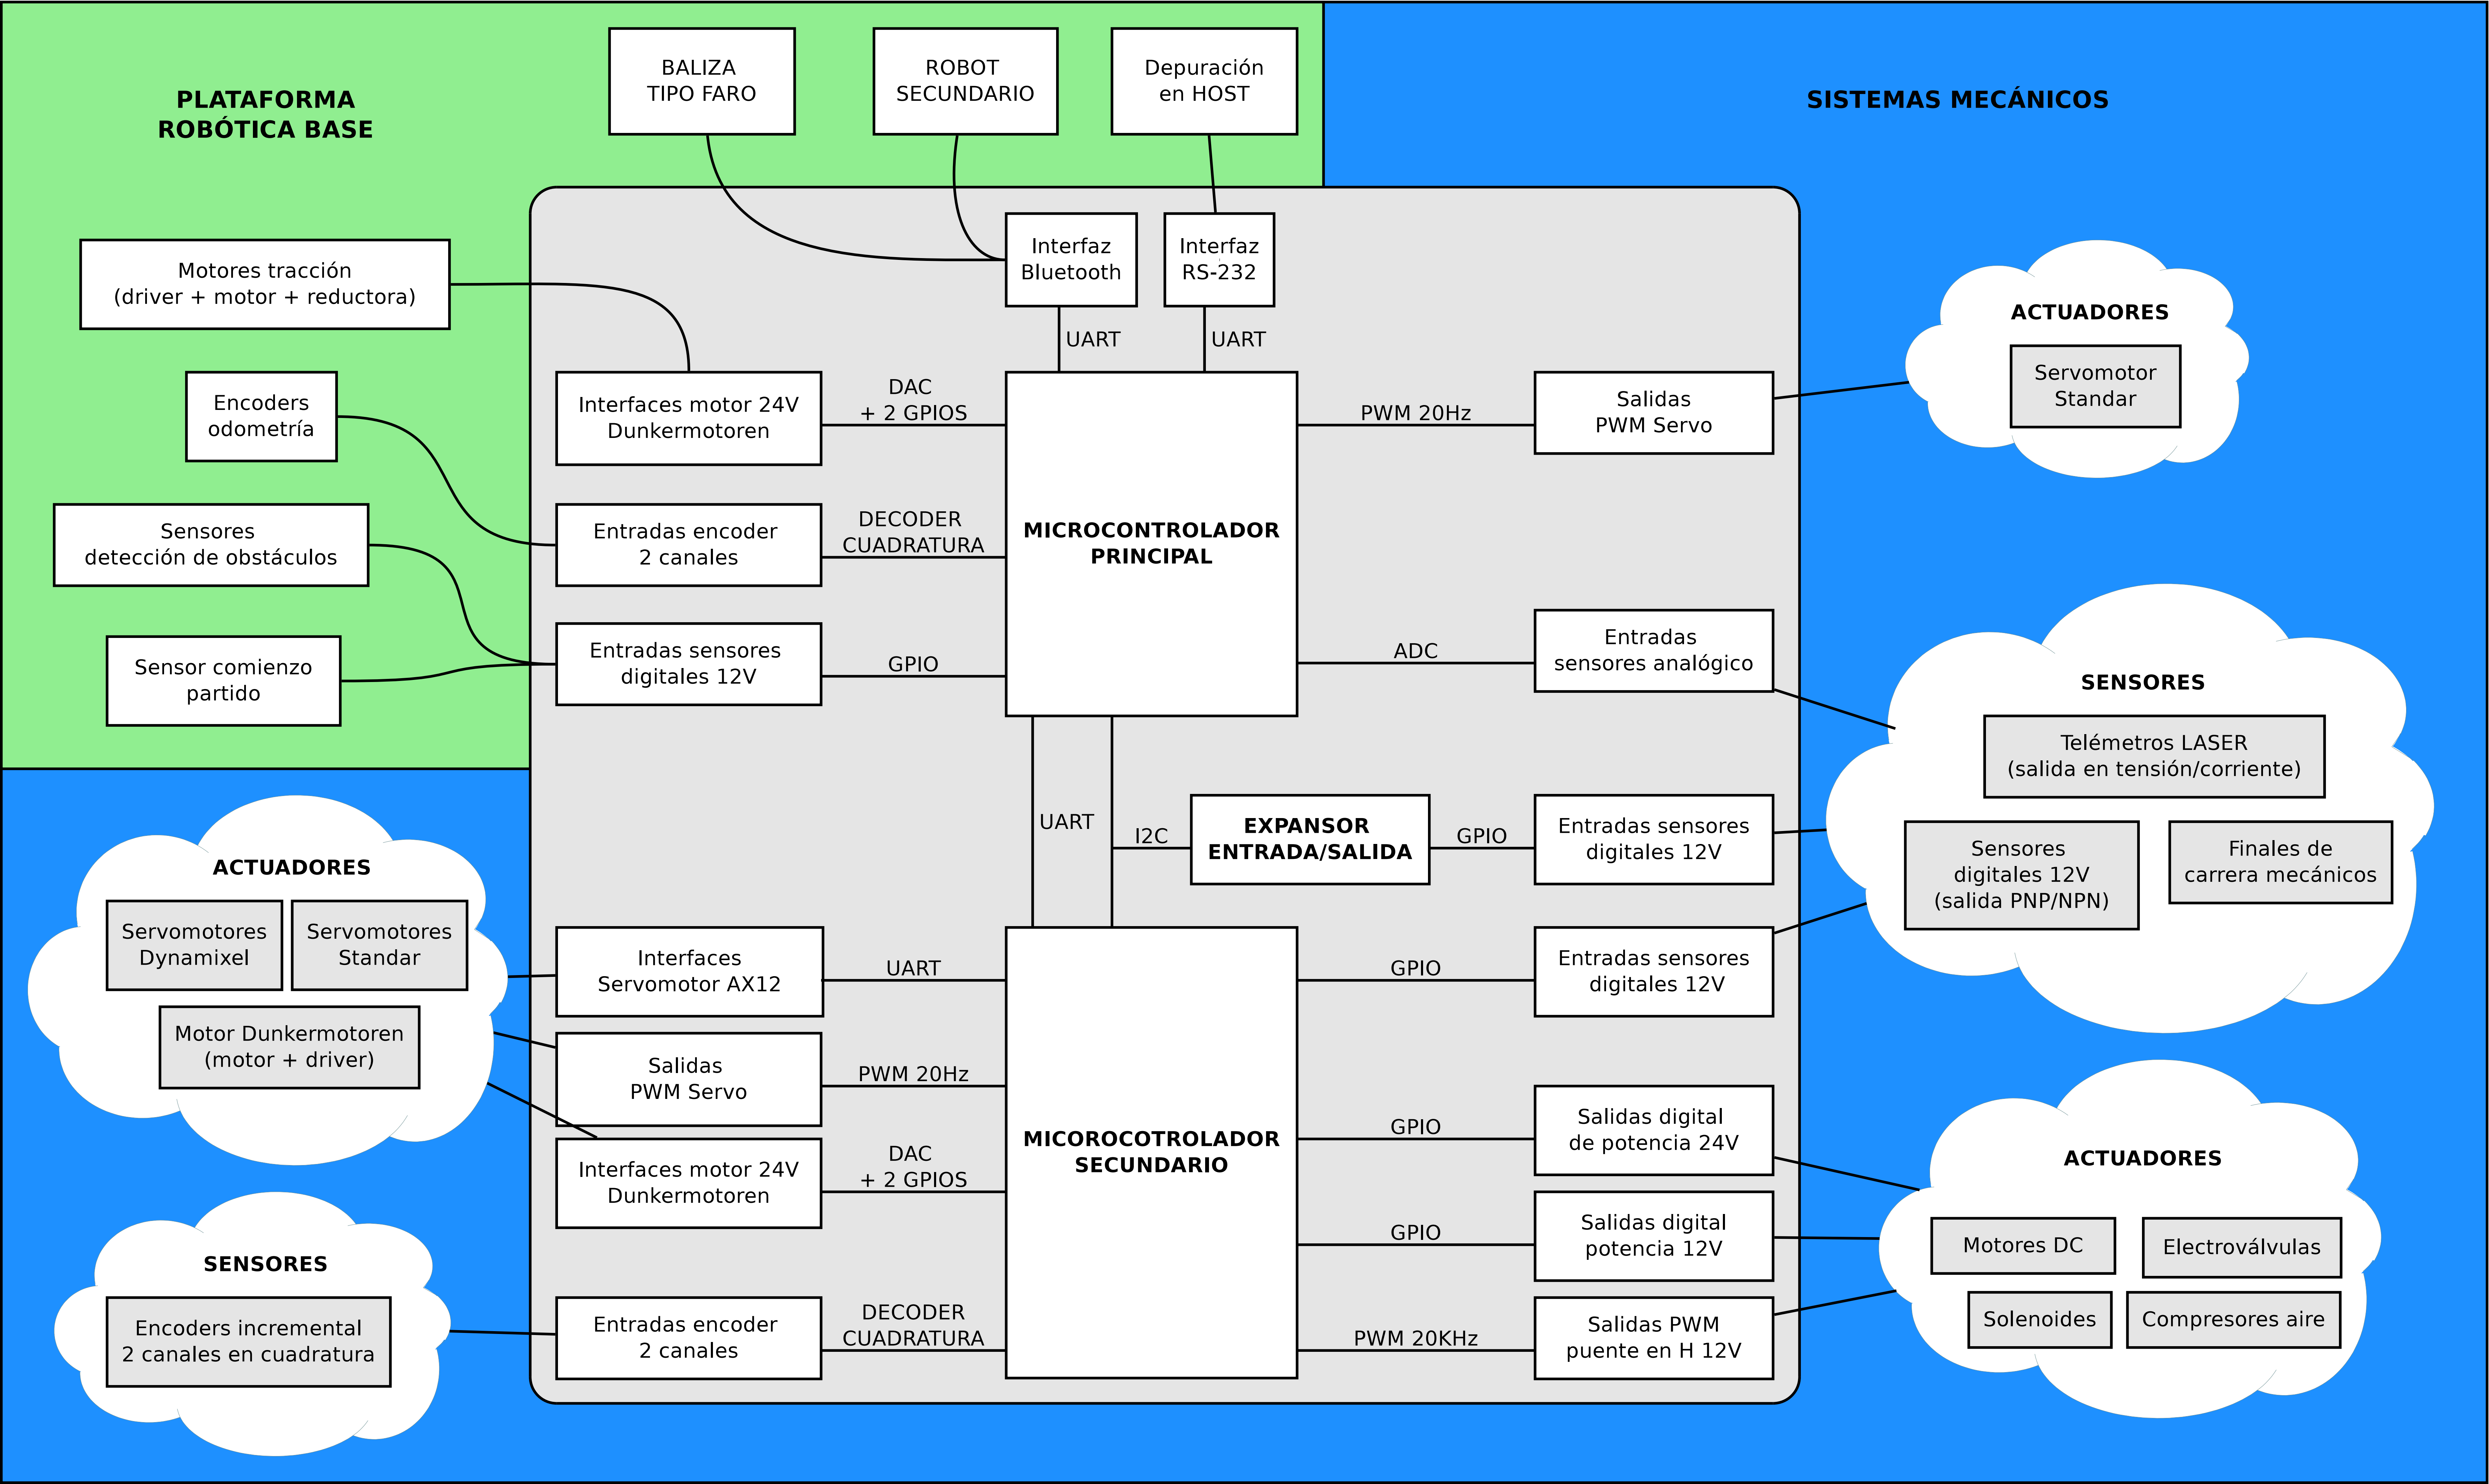 PLATAFORMA
ROBÓTICA BASE
BALIZA
TIPO FARO
ROBOT
SECUNDARIO
Depuración
en HOST
SISTEMAS MECÁNICOS
Interfaz
Bluetooth
Interfaz
RS-232
UART
UART
Motores tracción
(driver + motor + reductora)
Encoders
odometría
Sensores
detección de obstáculos
Sensor comienzo
partido
Interfaces motor 24V
Dunkermotoren
DAC
+ 2 GPIOS
Entradas encoder
2 canales
DECODER
CUADRATURA
Entradas sensores
digitales 12V
GPIO
MICROCONTROLADOR
PRINCIPAL
PWM 20Hz
Salidas
PWM Servo
ADC
Entradas
sensores analógico
ACTUADORES
Servomotor
Standar
UART
I2C
EXPANSOR
ENTRADA/SALIDA
GPIO
Entradas sensores
digitales 12V
SENSORES
Telémetros LASER
(salida en tensión/corriente)
Sensores
digitales 12V
(salida PNP/NPN)
Finales de
carrera mecánicos
ACTUADORES
Servomotores
Dynamixel
Servomotores
Standar
Motor Dunkermotoren
(motor + driver)
Interfaces
Servomotor AX12
UART
Salidas
PWM Servo
PWM 20Hz
Interfaces motor 24V
Dunkermotoren
DAC
+ 2 GPIOS
SENSORES
Encoders incremental
2 canales en cuadratura
Entradas encoder
2 canales
DECODER
CUADRATURA
MICOROCOTROLADOR
SECUNDARIO
GPIO
Entradas sensores
digitales 12V
GPIO
Salidas digital
de potencia 24V
GPIO
Salidas digital
potencia 12V
PWM 20KHz
Salidas PWM
puente en H 12V
ACTUADORES
Motores DC
Electroválvulas
Solenoides
Compresores aire